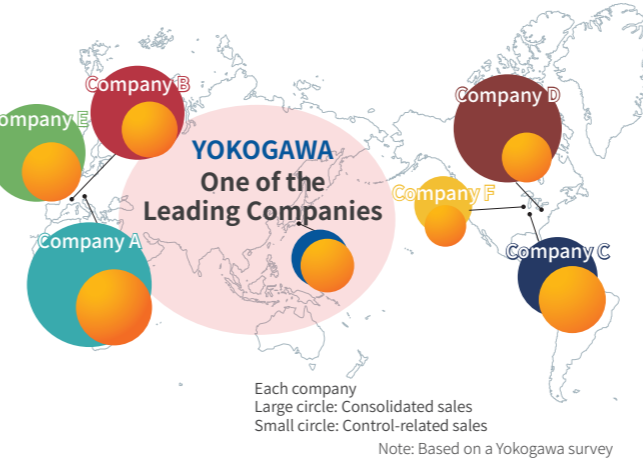 Company B
Company D
ompany E
YOKOGAWA
One of the
Leading Companies
Company F
Company A
Company C
Each company
Large circle: Consolidated sales
Small circle: Control-related sales
Note: Based on a Yokogawa survey